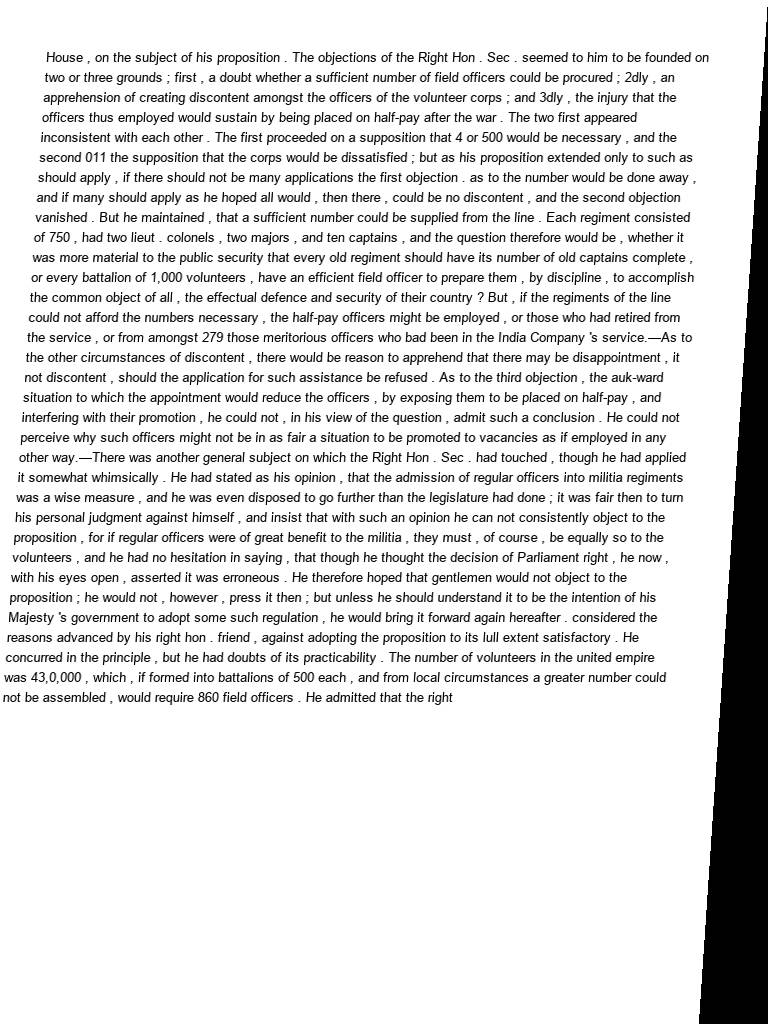 House , on the subject of his proposition . The objections of the Right Hon . Sec . seemed to him to be founded on
two or three grounds ; first , a doubt whether a sufficient number of field officers could be procured ; 2dly , an
apprehension of creating discontent amongst the officers of the volunteer corps ; and 3dly , the injury that the
officers thus employed would sustain by being placed on half-pay after the war . The two first appeared
inconsistent with each other . The first proceeded on a supposition that 4 or 500 would be necessary , and the
second 011 the supposition that the corps would be dissatisfied ; but as his proposition extended only to such as
should apply , if there should not be many applications the first objection . as to the number would be done away ,
and if many should apply as he hoped all would , then there , could be no discontent , and the second objection
vanished . But he maintained , that a sufficient number could be supplied from the line . Each regiment consisted
of 750 , had two lieut . colonels , two majors , and ten captains , and the question therefore would be , whether it
was more material to the public security that every old regiment should have its number of old captains complete ,
or every battalion of 1,000 volunteers , have an efficient field officer to prepare them , by discipline , to accomplish
the common object of all , the effectual defence and security of their country ? But , if the regiments of the line
could not afford the numbers necessary , the half-pay officers might be employed , or those who had retired from
the service , or from amongst 279 those meritorious officers who bad been in the India Company 's service.—As to
the other circumstances of discontent , there would be reason to apprehend that there may be disappointment , it
not discontent , should the application for such assistance be refused . As to the third objection , the auk-ward
situation to which the appointment would reduce the officers , by exposing them to be placed on half-pay , and
interfering with their promotion , he could not , in his view of the question , admit such a conclusion . He could not
perceive why such officers might not be in as fair a situation to be promoted to vacancies as if employed in any
other way.—There was another general subject on which the Right Hon . Sec . had touched , though he had applied
it somewhat whimsically . He had stated as his opinion , that the admission of regular officers into militia regiments
was a wise measure , and he was even disposed to go further than the legislature had done ; it was fair then to turn
his personal judgment against himself , and insist that with such an opinion he can not consistently object to the
proposition , for if regular officers were of great benefit to the militia , they must , of course , be equally so to the
volunteers , and he had no hesitation in saying , that though he thought the decision of Parliament right , he now ,
with his eyes open , asserted it was erroneous . He therefore hoped that gentlemen would not object to the
proposition ; he would not , however , press it then ; but unless he should understand it to be the intention of his
Majesty 's government to adopt some such regulation , he would bring it forward again hereafter . considered the
reasons advanced by his right hon . friend , against adopting the proposition to its lull extent satisfactory . He
concurred in the principle , but he had doubts of its practicability . The number of volunteers in the united empire
was 43,0,000 , which , if formed into battalions of 500 each , and from local circumstances a greater number could
not be assembled , would require 860 field officers . He admitted that the right